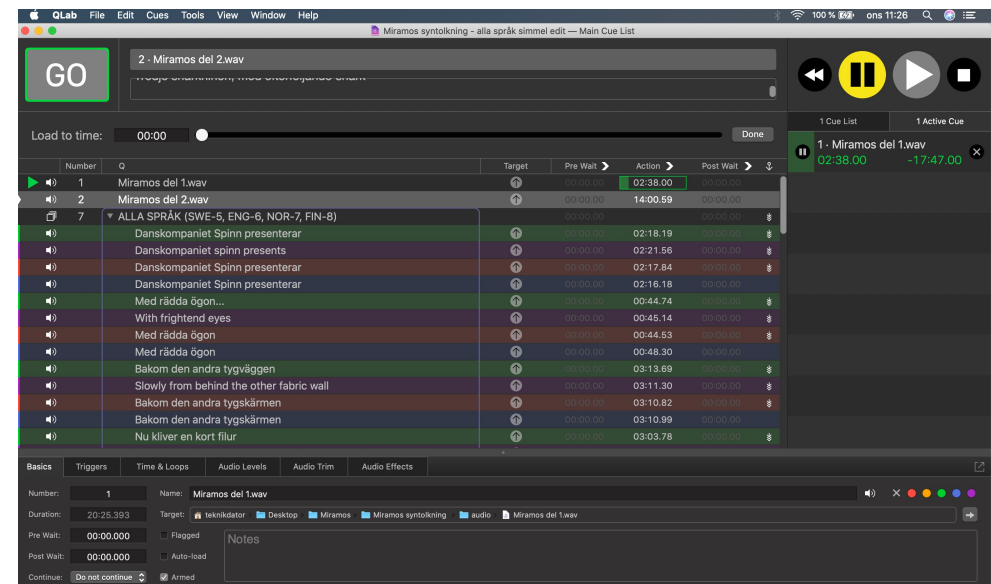 QLab File Edit Cues Tools View Window Help 100 % ons 11:26
Miramos syntolkning - alla språk simmel edit — Main Cue List
GO
2 · Miramos del 2.wav
Load to time: 00:00 Done
1 Cue List 1 Active Cue
1 · Miramos del 1.wav
02:38.00 -17:47.00
Number Q Target Pre Wait Action Post Wait
1 Miramos del 1.wav 00:00.00 02:38.00 00:00.00
2 Miramos del 2.wav 00:00.00 14:00.59 00:00.00
7 ALLA SPRÅK (SWE-5, ENG-6, NOR-7, FIN-8) 00:00.00 00:00.00
Danskompaniet Spinn presenterar 00:00.00 02:18.19 00:00.00
Danskompaniet spinn presents 00:00.00 02:21.56 00:00.00
Danskompaniet Spinn presenterar 00:00.00 02:17.84 00:00.00
Danskompaniet Spinn presenterar 00:00.00 02:16.18 00:00.00
Med rädda ögon... 00:00.00 00:44.74 00:00.00
With frightend eyes 00:00.00 00:45.14 00:00.00
Med rädda ögon 00:00.00 00:44.53 00:00.00
Med rädda ögon 00:00.00 00:48.30 00:00.00
Bakom den andra tygväggen 00:00.00 03:13.69 00:00.00
Slowly from behind the other fabric wall 00:00.00 03:11.30 00:00.00
Bakom den andra tygskärmen 00:00.00 03:10.82 00:00.00
Bakom den andra tygskärmen 00:00.00 03:10.99 00:00.00
Nu kliver en kort filur 00:00.00 03:03.78 00:00.00
Basics Triggers Time & Loops Audio Levels Audio Trim Audio Effects
Number: 1 Name: Miramos del 1.wav
Duration: 20:25.393 Target: teknikdator Desktop Miramos Miramos syntolkning audio Miramos del 1.wav
Pre Wait: 00:00.000 Flagged Notes
Post Wait: 00:00.000 Auto-load
Continue: Do not continue Armed